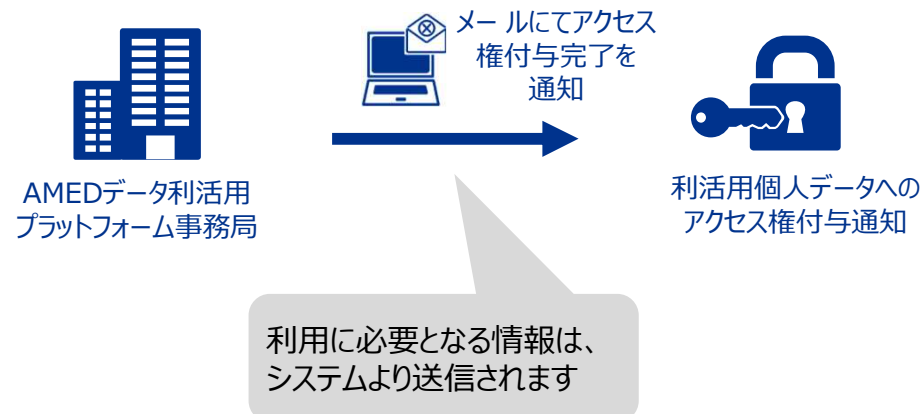 メールにてアクセス
権付与完了を
通知
AMEDデータ利活用
プラットフォーム事務局
利活用個人データへの
アクセス権付与通知
利用に必要となる情報は、
システムより送信されます